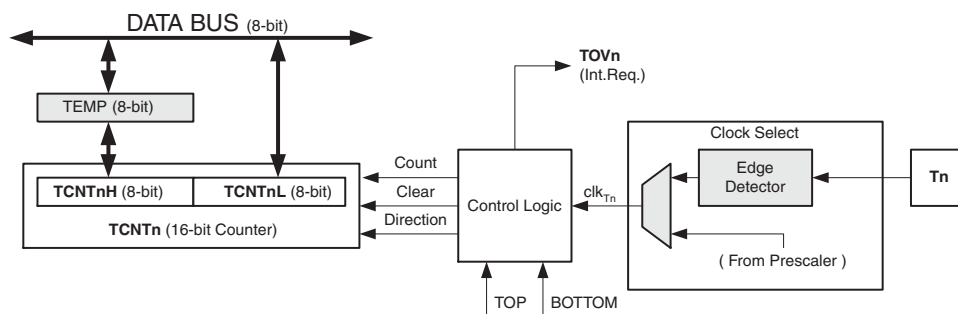 DATA BUS (8-bit)
TOVn
(Int.Req.)
TEMP (8-bit)
Clock Select
Count
Edge
Detector
Tn
TCNTnH (8-bit)
TCNTnL (8-bit)
Clear
Control Logic
clkTn
TCNTn (16-bit Counter)
Direction
( From Prescaler )
TOP
BOTTOM